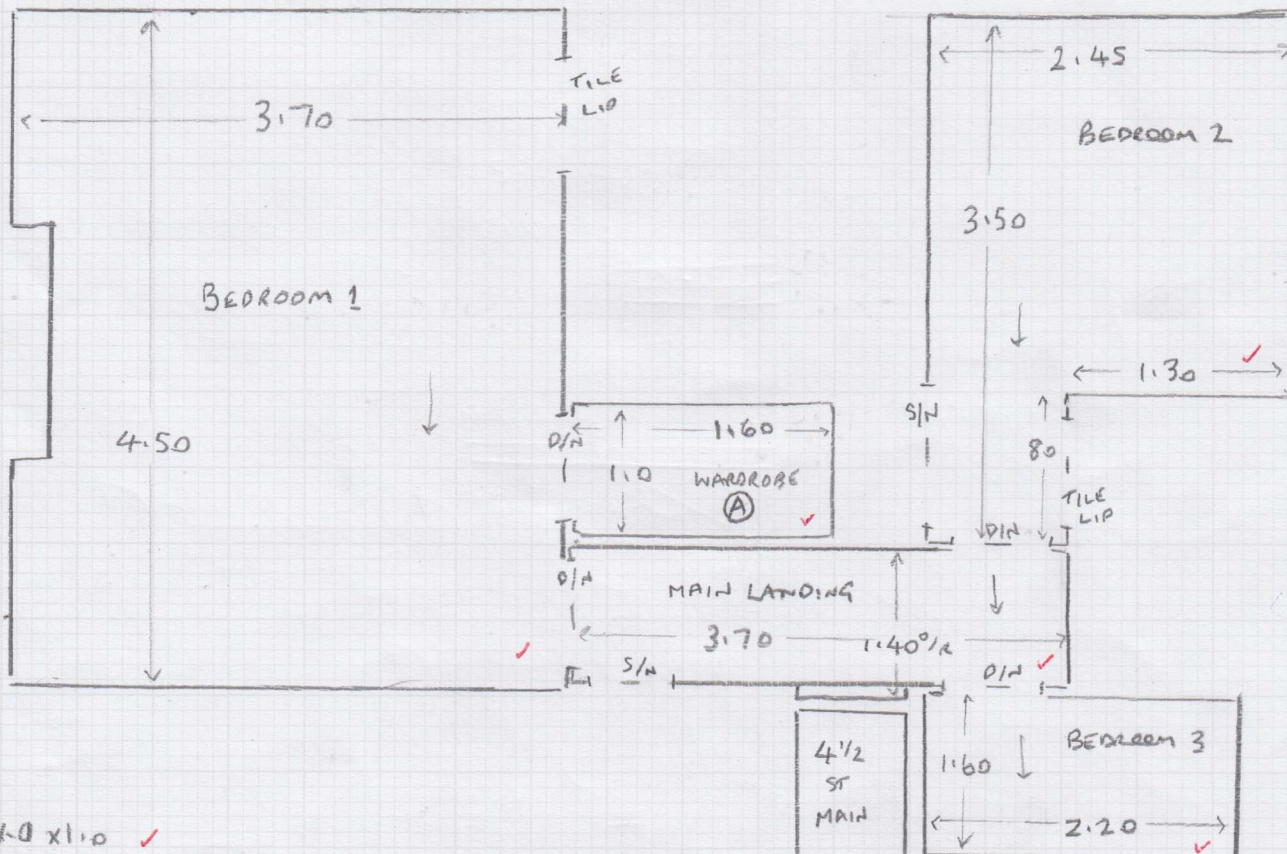 TILE
LIP
3.70
2.45
BEDROOM 2
3.50
BEDROOM 1
1.30
4.50
D/N
1.60
1.0
WARDROBE
A
S/N
80
TILE
LIP
D/N
D/N
MAIN LANDING
3.70
1.40 O/R
S/N
D/N
4 1/2
ST
MAIN
1.60
BEDROOM 3
2.20
x1.0